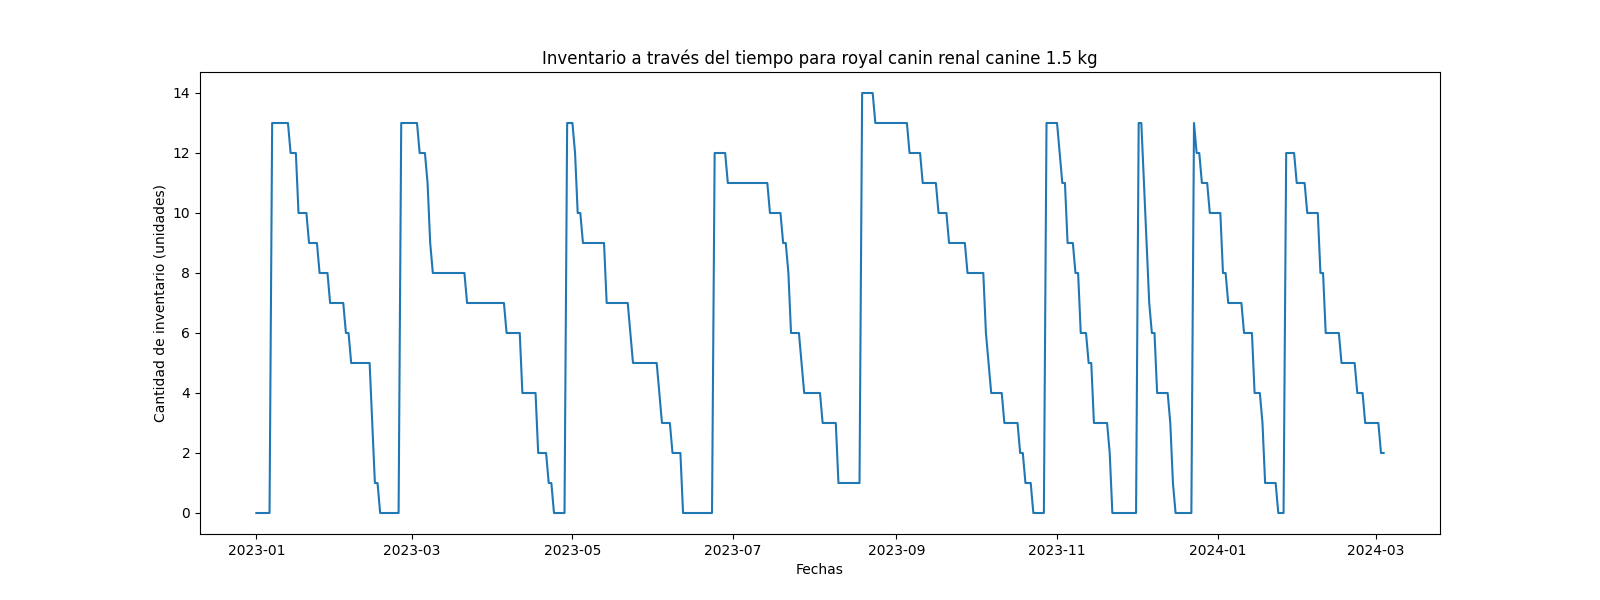 Inventario a través del tiempo para royal canin renal canine 1.5 kg
Cantidad de inventario (unidades)
14
12
10
8
6
4
2
0
2023-01 2023-03 2023-05 2023-07 2023-09 2023-11 2024-01 2024-03
Fechas